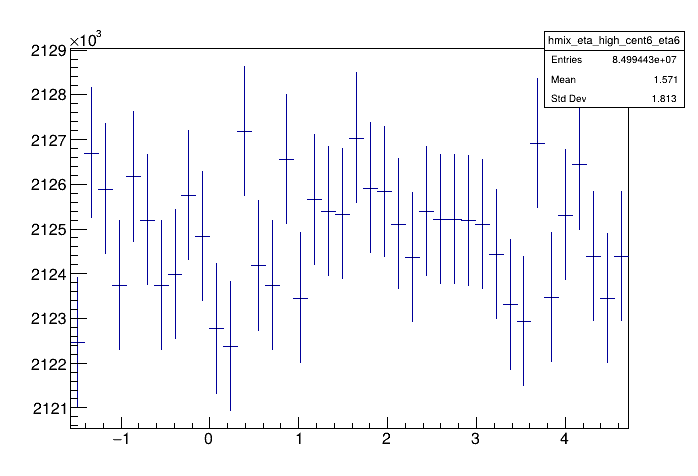 ×10³
hmix_eta_high_cent6_eta6
Entries 8.499443e+07
Mean 1.571
Std Dev 1.813
2129
2128
2127
2126
2125
2124
2123
2122
2121
−1 0 1 2 3 4